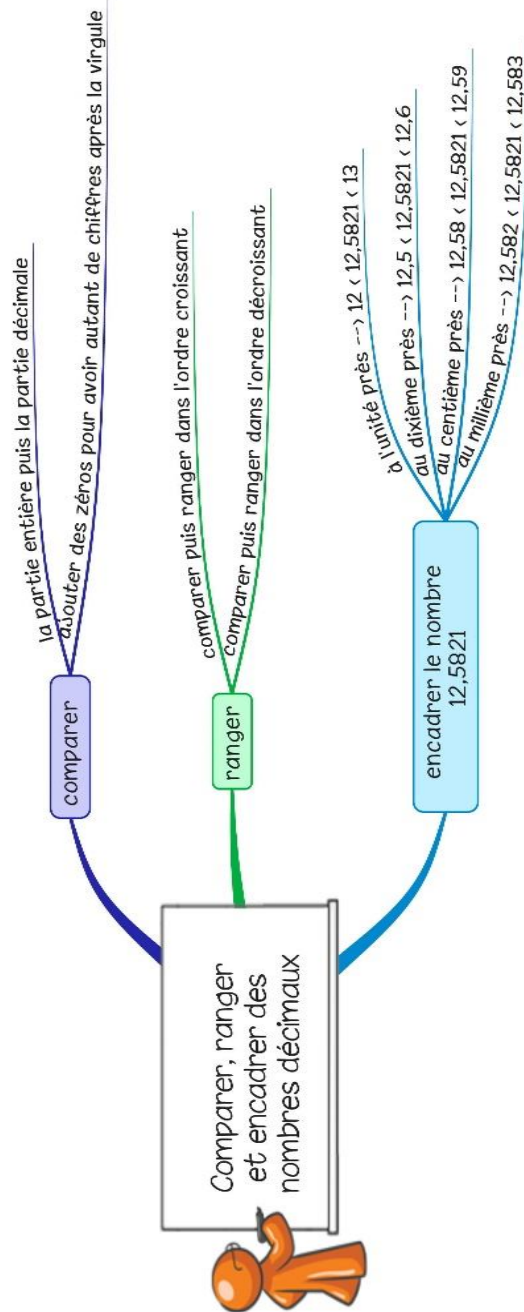 Comparer, ranger
et encadrer des
nombres décimaux
comparer
la partie entière puis la partie décimale
ajouter des zéros pour avoir autant de chiffres après la virgule
ranger
comparer puis ranger dans l'ordre croissant
comparer puis ranger dans l'ordre décroissant
encadrer le nombre
12,5821
à l'unité près --> 12 < 12,5821 < 13
au dixième près --> 12,5 < 12,5821 < 12,6
au centième près --> 12,58 < 12,5821 < 12,59
au millième près --> 12,582 < 12,5821 < 12,583